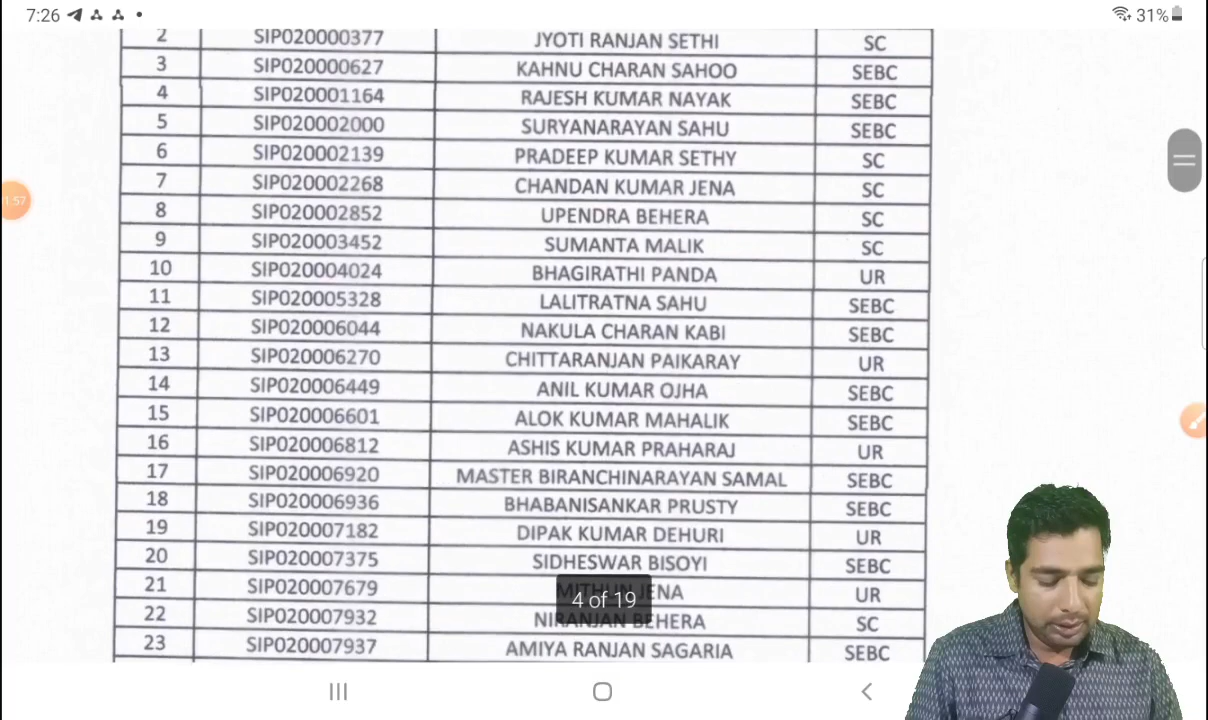 7:26
31%
2 SIP020000377 JYOTI RANJAN SETHI SC
3 SIP020000627 KAHNU CHARAN SAHOO SEBC
4 SIP020001164 RAJESH KUMAR NAYAK SEBC
5 SIP020002000 SURYANARAYAN SAHU SEBC
6 SIP020002139 PRADEEP KUMAR SETHY SC
7 SIP020002268 CHANDAN KUMAR JENA SC
8 SIP020002852 UPENDRA BEHERA SC
9 SIP020003452 SUMANTA MALIK SC
10 SIP020004024 BHAGIRATHI PANDA UR
11 SIP020005328 LALITRATNA SAHU SEBC
12 SIP020006044 NAKULA CHARAN KABI SEBC
13 SIP020006270 CHITTARANJAN PAIKARAY UR
14 SIP020006449 ANIL KUMAR OJHA SEBC
15 SIP020006601 ALOK KUMAR MAHALIK SEBC
16 SIP020006812 ASHIS KUMAR PRAHARAJ UR
17 SIP020006920 MASTER BIRANCHINARAYAN SAMAL SEBC
18 SIP020006936 BHABANISANKAR PRUSTY SEBC
19 SIP020007182 DIPAK KUMAR DEHURI UR
20 SIP020007375 SIDHESWAR BISOYI SEBC
21 SIP020007679 MITHUN JENA UR
4 of 19
22 SIP020007932 NIRANJAN BEHERA SC
23 SIP020007937 AMIYA RANJAN SAGARIA SEBC